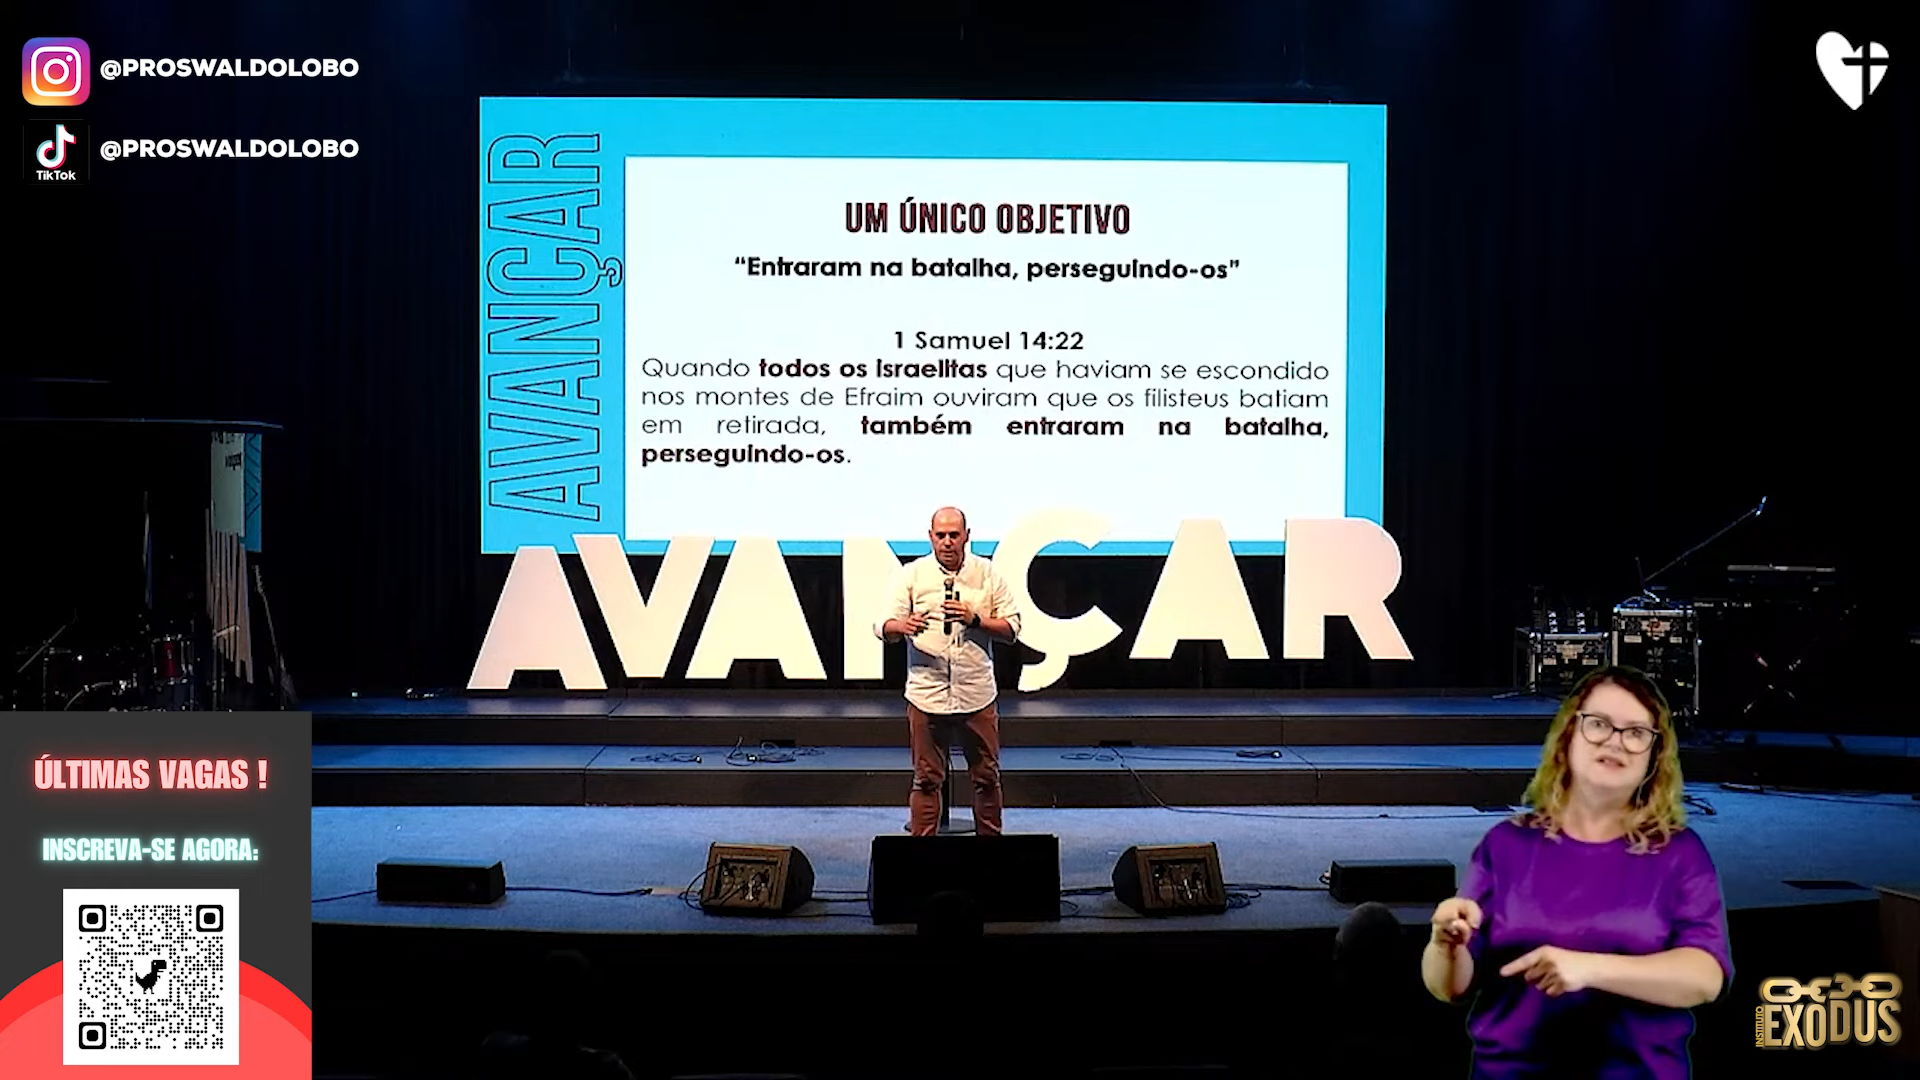 @PROSWALDOLOBO
TikTok
@PROSWALDOLOBO
AVANÇAR
UM ÚNICO OBJETIVO
“Entraram na batalha, perseguindo-os”
1 Samuel 14:22
Quando todos os israelitas que haviam se escondido
nos montes de Efraim ouviram que os filisteus batiam
em retirada, também entraram na batalha,
perseguindo-os.
AVANÇAR
ÚLTIMAS VAGAS !
INSCREVA-SE AGORA:
INSTITUTO
EXODUS